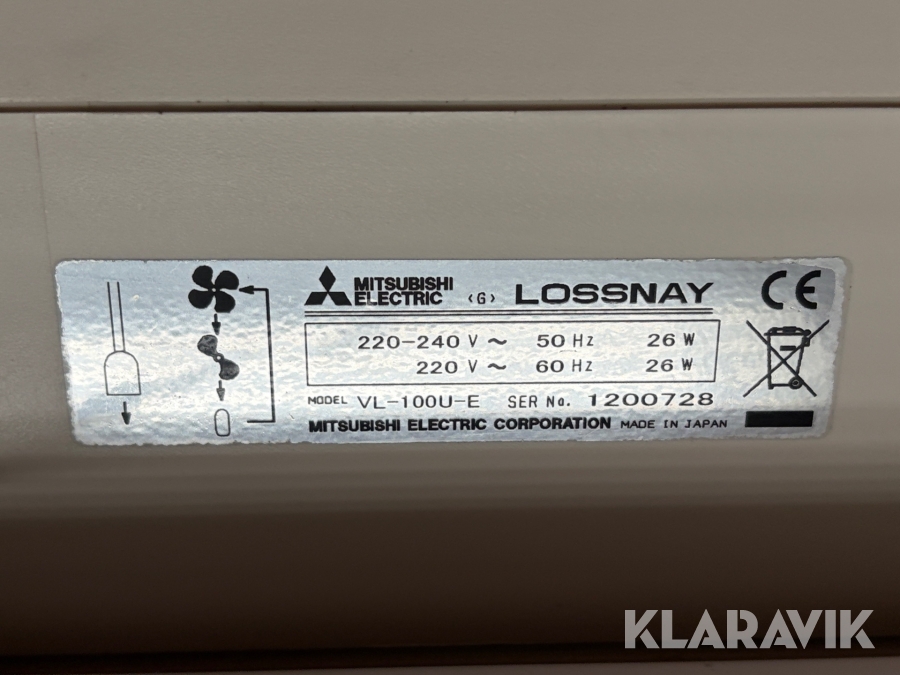 MITSUBISHI
ELECTRIC <G> LOSSNAY CE
220-240 V ~ 50 Hz 26 W
220 V ~ 60 Hz 26 W
MODEL VL-100U-E SER No. 1200728
MITSUBISHI ELECTRIC CORPORATION MADE IN JAPAN
KLARAVIK